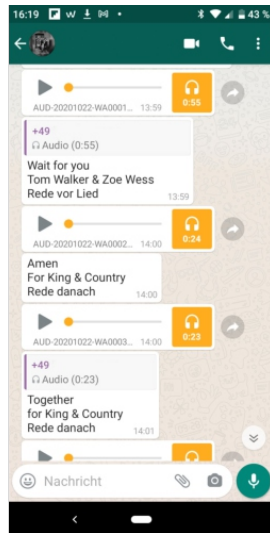 16:19 43 %
0:55
AUD-20201022-WA0001... 13:59
+49
Audio (0:55)
Wait for you
Tom Walker & Zoe Wess
Rede vor Lied
13:59
0:24
AUD-20201022-WA0002... 14:00
Amen
For King & Country
Rede danach
14:00
0:23
AUD-20201022-WA0003... 14:00
+49
Audio (0:23)
Together
for King & Country
Rede danach
14:01
Nachricht